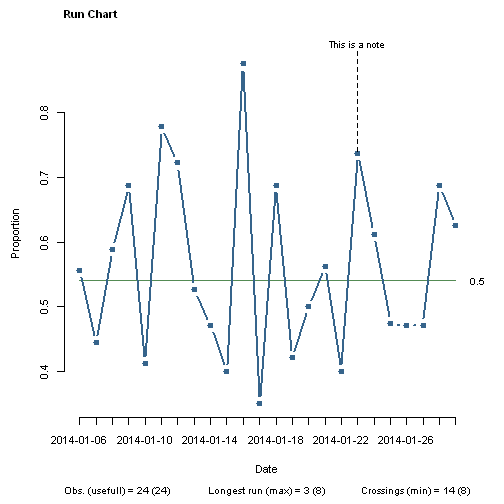 Run Chart
This is a note
0.8
0.7
0.6
0.5
0.5
0.4
Proportion
2014-01-06 2014-01-10 2014-01-14 2014-01-18 2014-01-22 2014-01-26
Date
Obs. (usefull) = 24 (24) Longest run (max) = 3 (8) Crossings (min) = 14 (8)